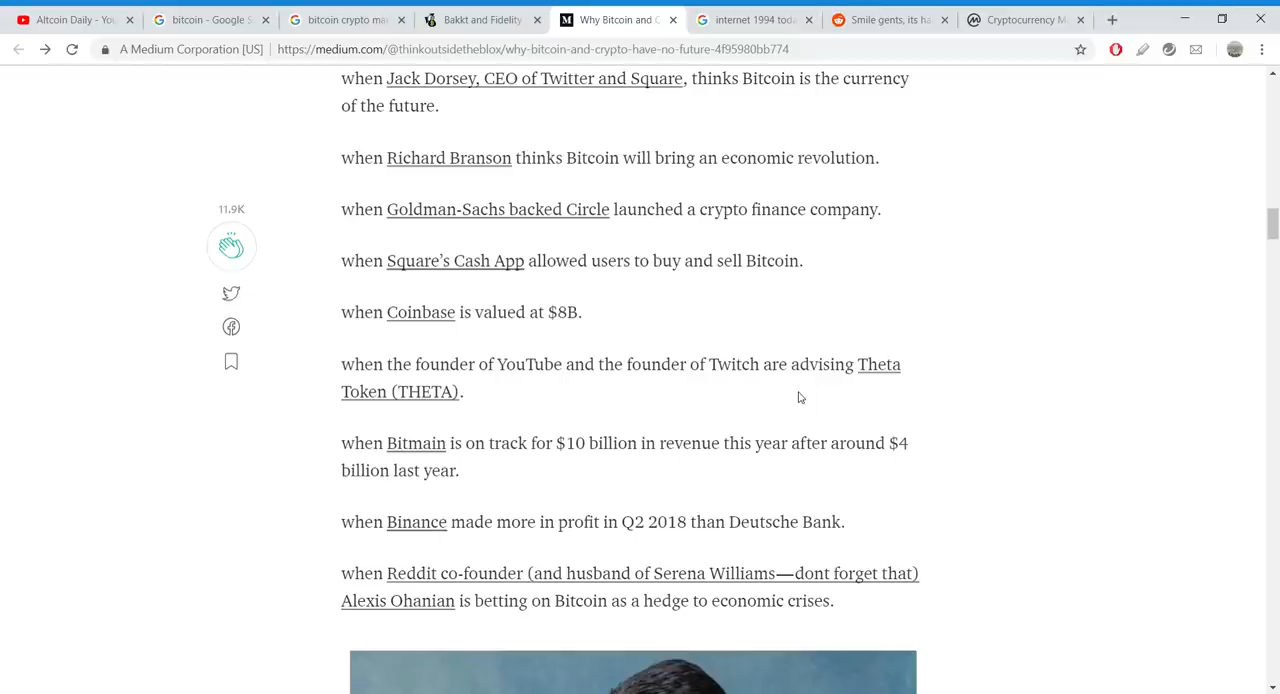 Altcoin Daily - You
bitcoin - Google S
bitcoin crypto ma
Bakkt and Fidelity
Why Bitcoin and C
internet 1994 toda
Smile gents, its ha
Cryptocurrency M
A Medium Corporation [US] | https://medium.com/@thinkoutsidetheblox/why-bitcoin-and-crypto-have-no-future-4f95980bb774
when Jack Dorsey, CEO of Twitter and Square, thinks Bitcoin is the currency
of the future.
when Richard Branson thinks Bitcoin will bring an economic revolution.
11.9K
when Goldman-Sachs backed Circle launched a crypto finance company.
when Square’s Cash App allowed users to buy and sell Bitcoin.
when Coinbase is valued at $8B.
when the founder of YouTube and the founder of Twitch are advising Theta
Token (THETA).
when Bitmain is on track for $10 billion in revenue this year after around $4
billion last year.
when Binance made more in profit in Q2 2018 than Deutsche Bank.
when Reddit co-founder (and husband of Serena Williams—dont forget that)
Alexis Ohanian is betting on Bitcoin as a hedge to economic crises.